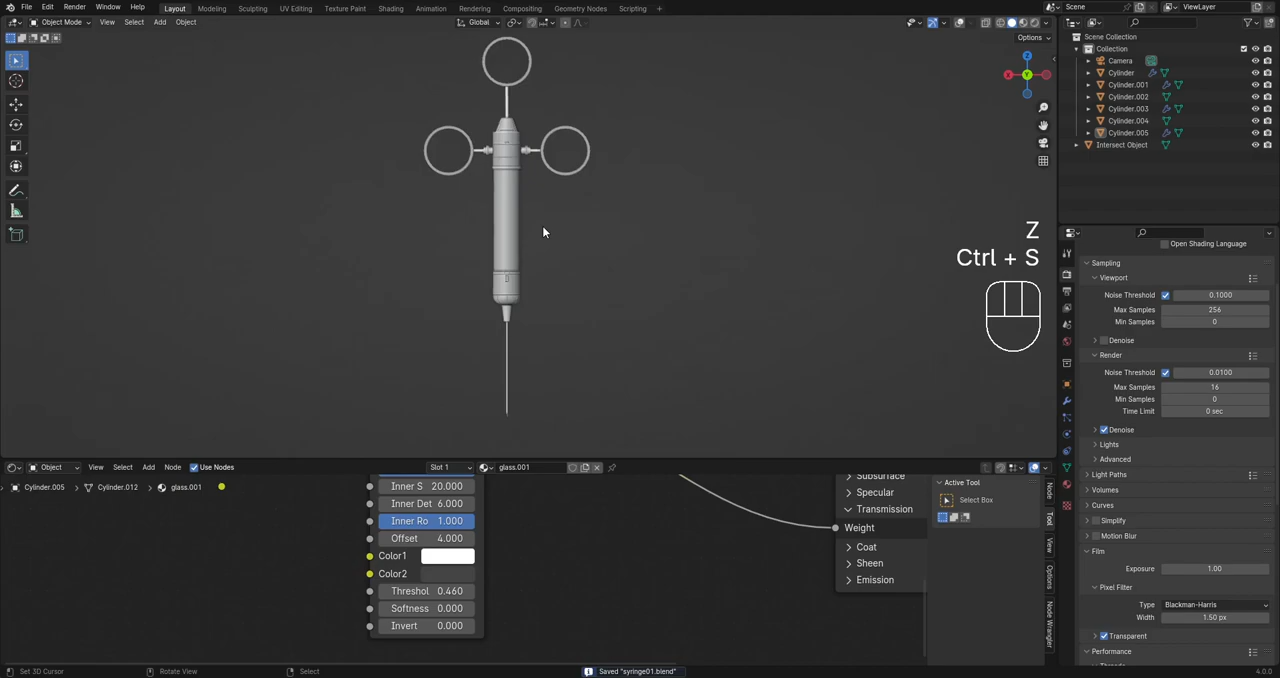 File Edit Render Window Help Layout Modeling Sculpting UV Editing Texture Paint Shading Animation Rendering Compositing Geometry Nodes Scripting Scene ViewLayer
Object Mode View Select Add Object Global
Options
Scene Collection
Collection
Camera
Cylinder
Cylinder.001
Cylinder.002
Cylinder.003
Cylinder.004
Cylinder.005
Intersect Object
Z
Ctrl + S
Open Shading Language
Sampling
Viewport
Noise Threshold 0.1000
Max Samples 256
Min Samples 0
Denoise
Render
Noise Threshold 0.0100
Max Samples 16
Min Samples 0
Time Limit 0 sec
Denoise
Lights
Advanced
Light Paths
Volumes
Curves
Simplify
Motion Blur
Film
Exposure 1.00
Pixel Filter
Type Blackman-Harris
Width 1.50 px
Transparent
Performance
Object View Select Add Node Use Nodes Slot 1 glass.001
Cylinder.005 Cylinder.012 glass.001
Inner S 20.000
Inner Det 6.000
Inner Ro 1.000
Offset 4.000
Color1
Color2
Threshol 0.460
Softness 0.000
Invert 0.000
Subsurface
Specular
Transmission
Weight
Coat
Sheen
Emission
Active Tool
Select Box
Node
Tool
View
Options
Node Wrangler
Set 3D Cursor Rotate View Select Saved "syringe01.blend" 4.0.0